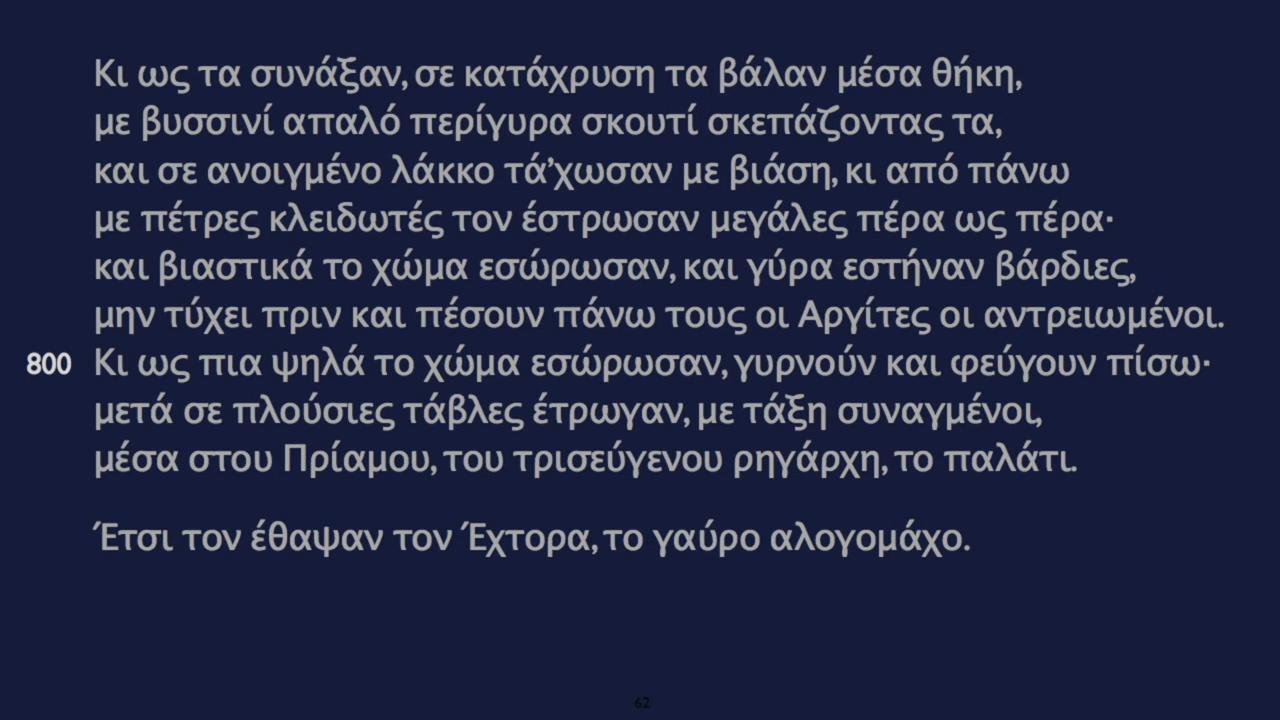 Κι ως τα συνάξαν, σε κατάχρυση τα βάλαν μέσα θήκη,
με βυσσινί απαλό περίγυρα σκουτί σκεπάζοντας τα,
και σε ανοιγμένο λάκκο τά’χωσαν με βιάση, κι από πάνω
με πέτρες κλειδωτές τον έστρωσαν μεγάλες πέρα ως πέρα·
και βιαστικά το χώμα εσώρωσαν, και γύρα εστήναν βάρδιες,
μην τύχει πριν και πέσουν πάνω τους οι Αργίτες οι αντρειωμένοι.
800 Κι ως πια ψηλά το χώμα εσώρωσαν, γυρνούν και φεύγουν πίσω·
μετά σε πλούσιες τάβλες έτρωγαν, με τάξη συναγμένοι,
μέσα στου Πρίαμου, του τρισεύγενου ρηγάρχη, το παλάτι.
Έτσι τον έθαψαν τον Έχτορα, το γαύρο αλογομάχο.
62